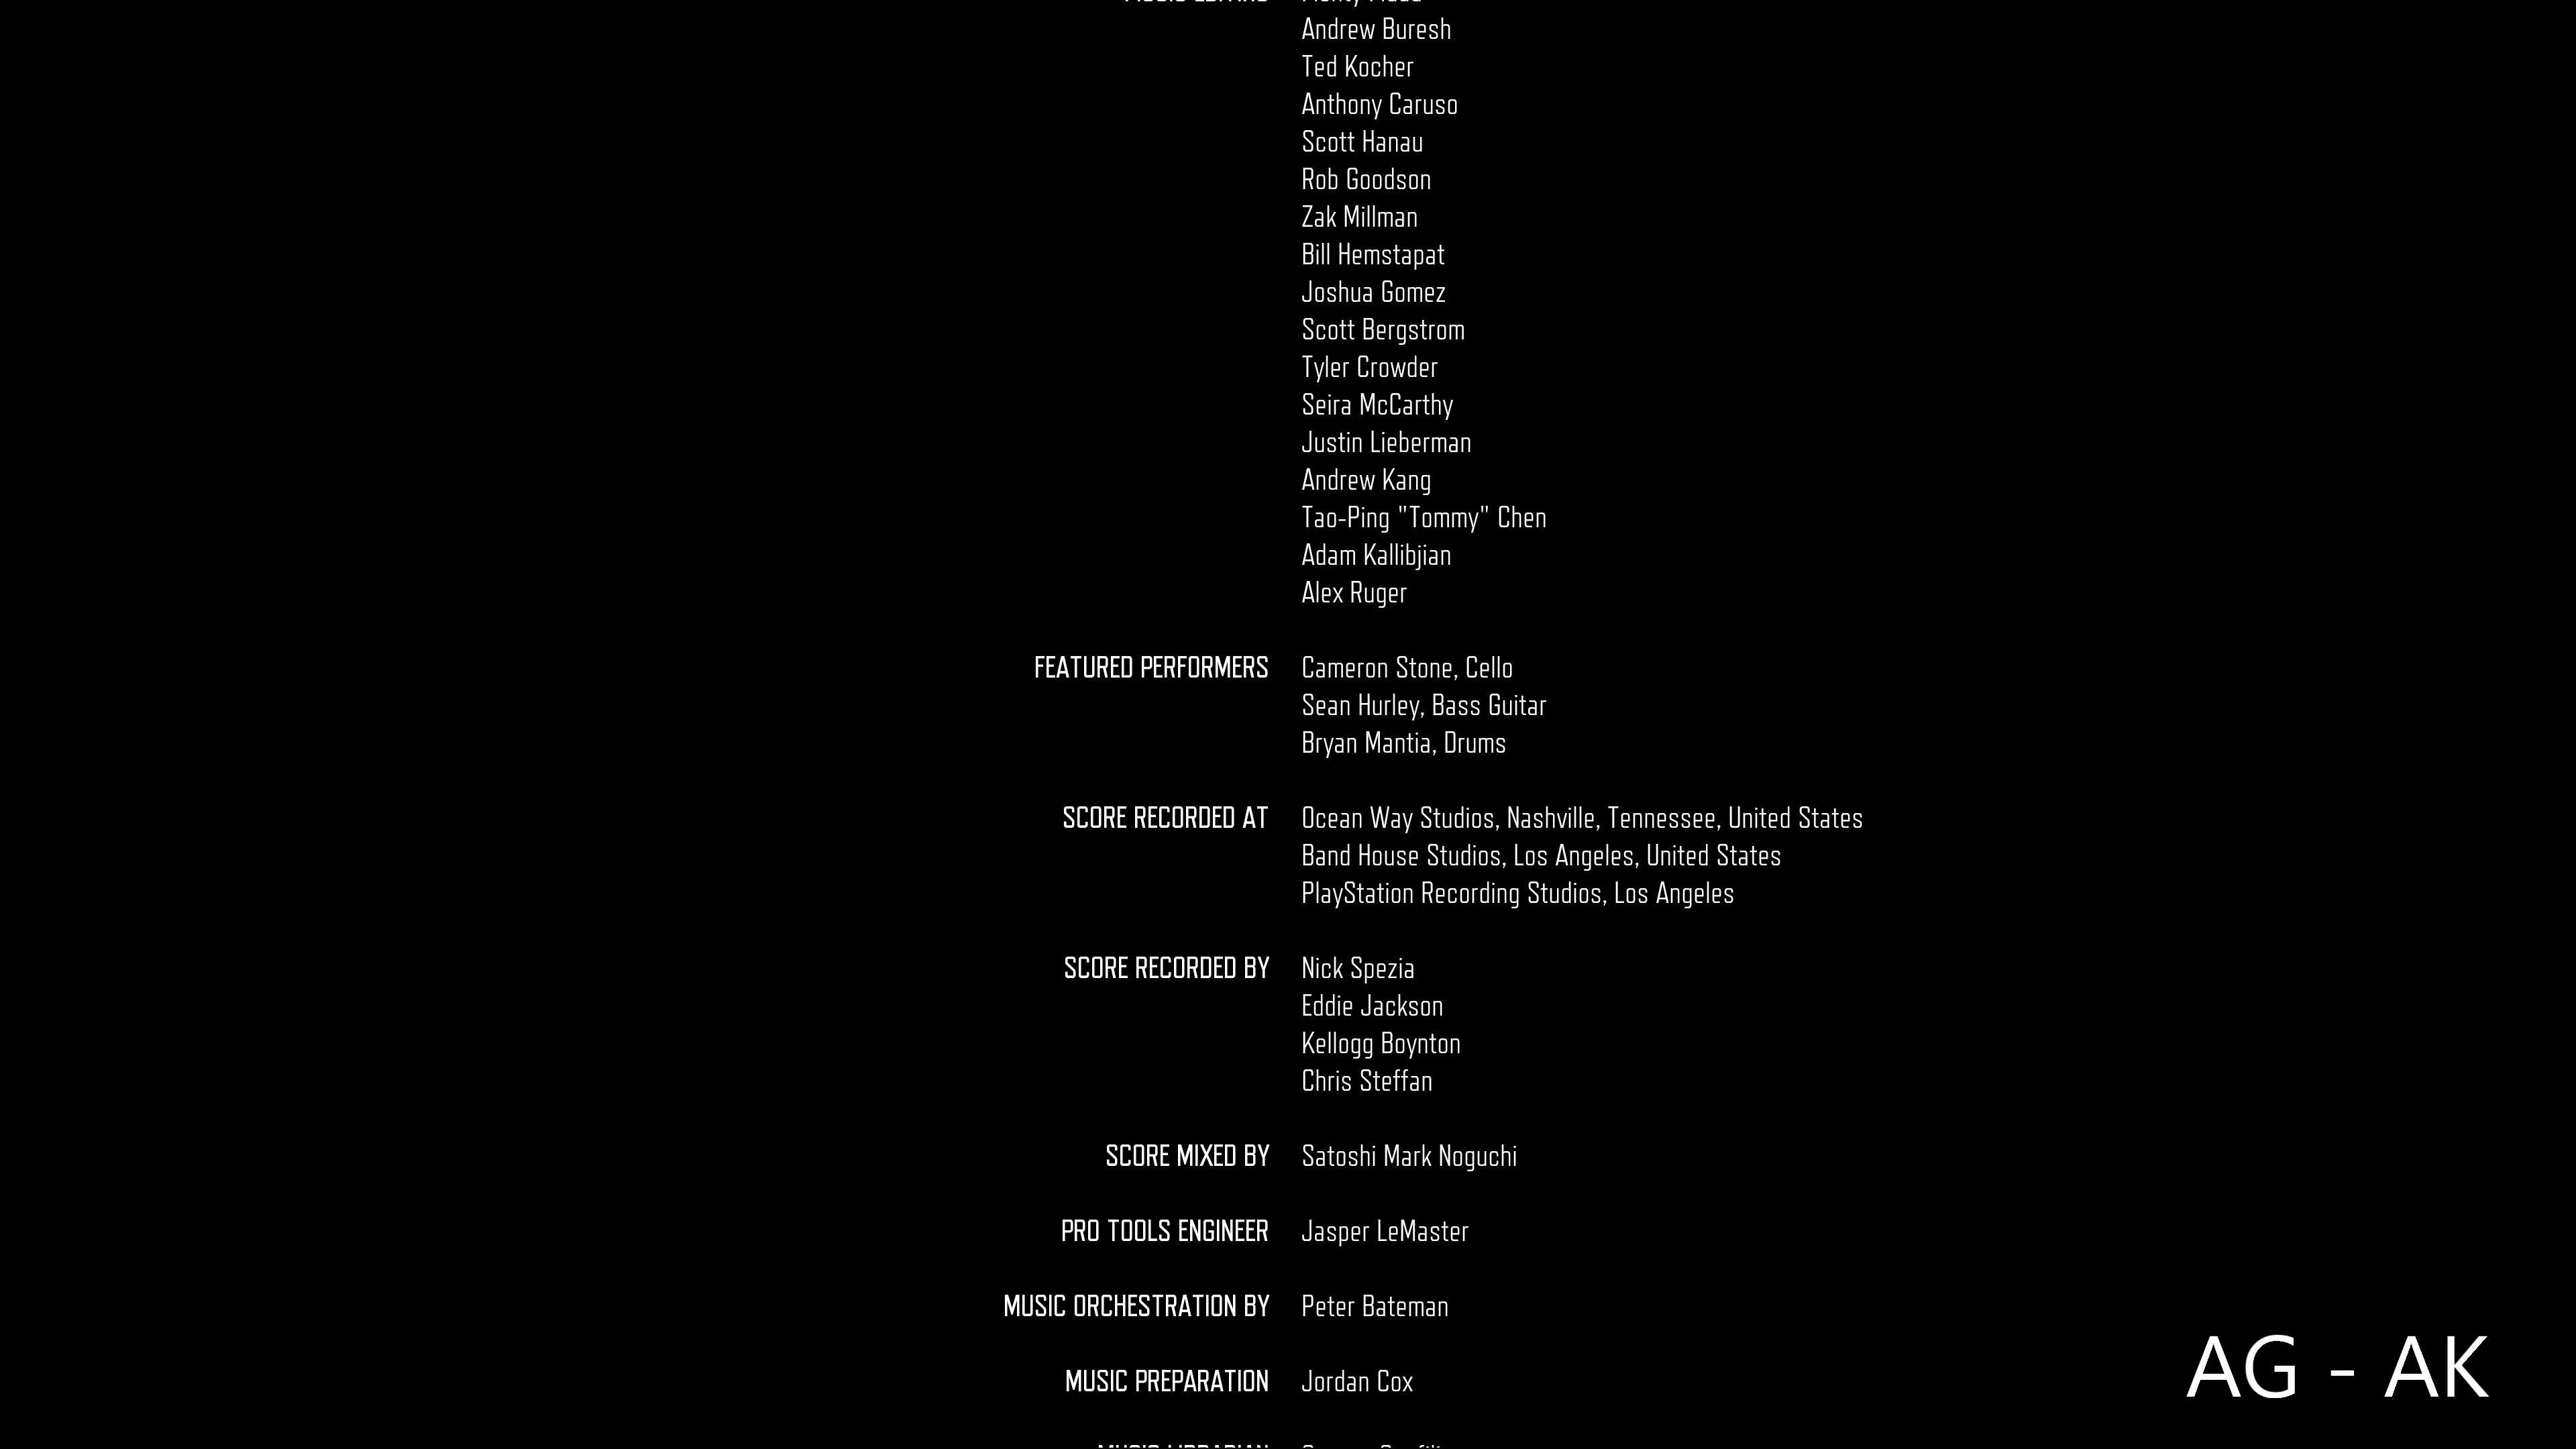 Andrew Buresh
Ted Kocher
Anthony Caruso
Scott Hanau
Rob Goodson
Zak Millman
Bill Hemstapat
Joshua Gomez
Scott Bergstrom
Tyler Crowder
Seira McCarthy
Justin Lieberman
Andrew Kang
Tao-Ping "Tommy" Chen
Adam Kallibjian
Alex Ruger
FEATURED PERFORMERS Cameron Stone, Cello
Sean Hurley, Bass Guitar
Bryan Mantia, Drums
SCORE RECORDED AT Ocean Way Studios, Nashville, Tennessee, United States
Band House Studios, Los Angeles, United States
PlayStation Recording Studios, Los Angeles
SCORE RECORDED BY Nick Spezia
Eddie Jackson
Kellogg Boynton
Chris Steffan
SCORE MIXED BY Satoshi Mark Noguchi
PRO TOOLS ENGINEER Jasper LeMaster
MUSIC ORCHESTRATION BY Peter Bateman
MUSIC PREPARATION Jordan Cox
AG - AK